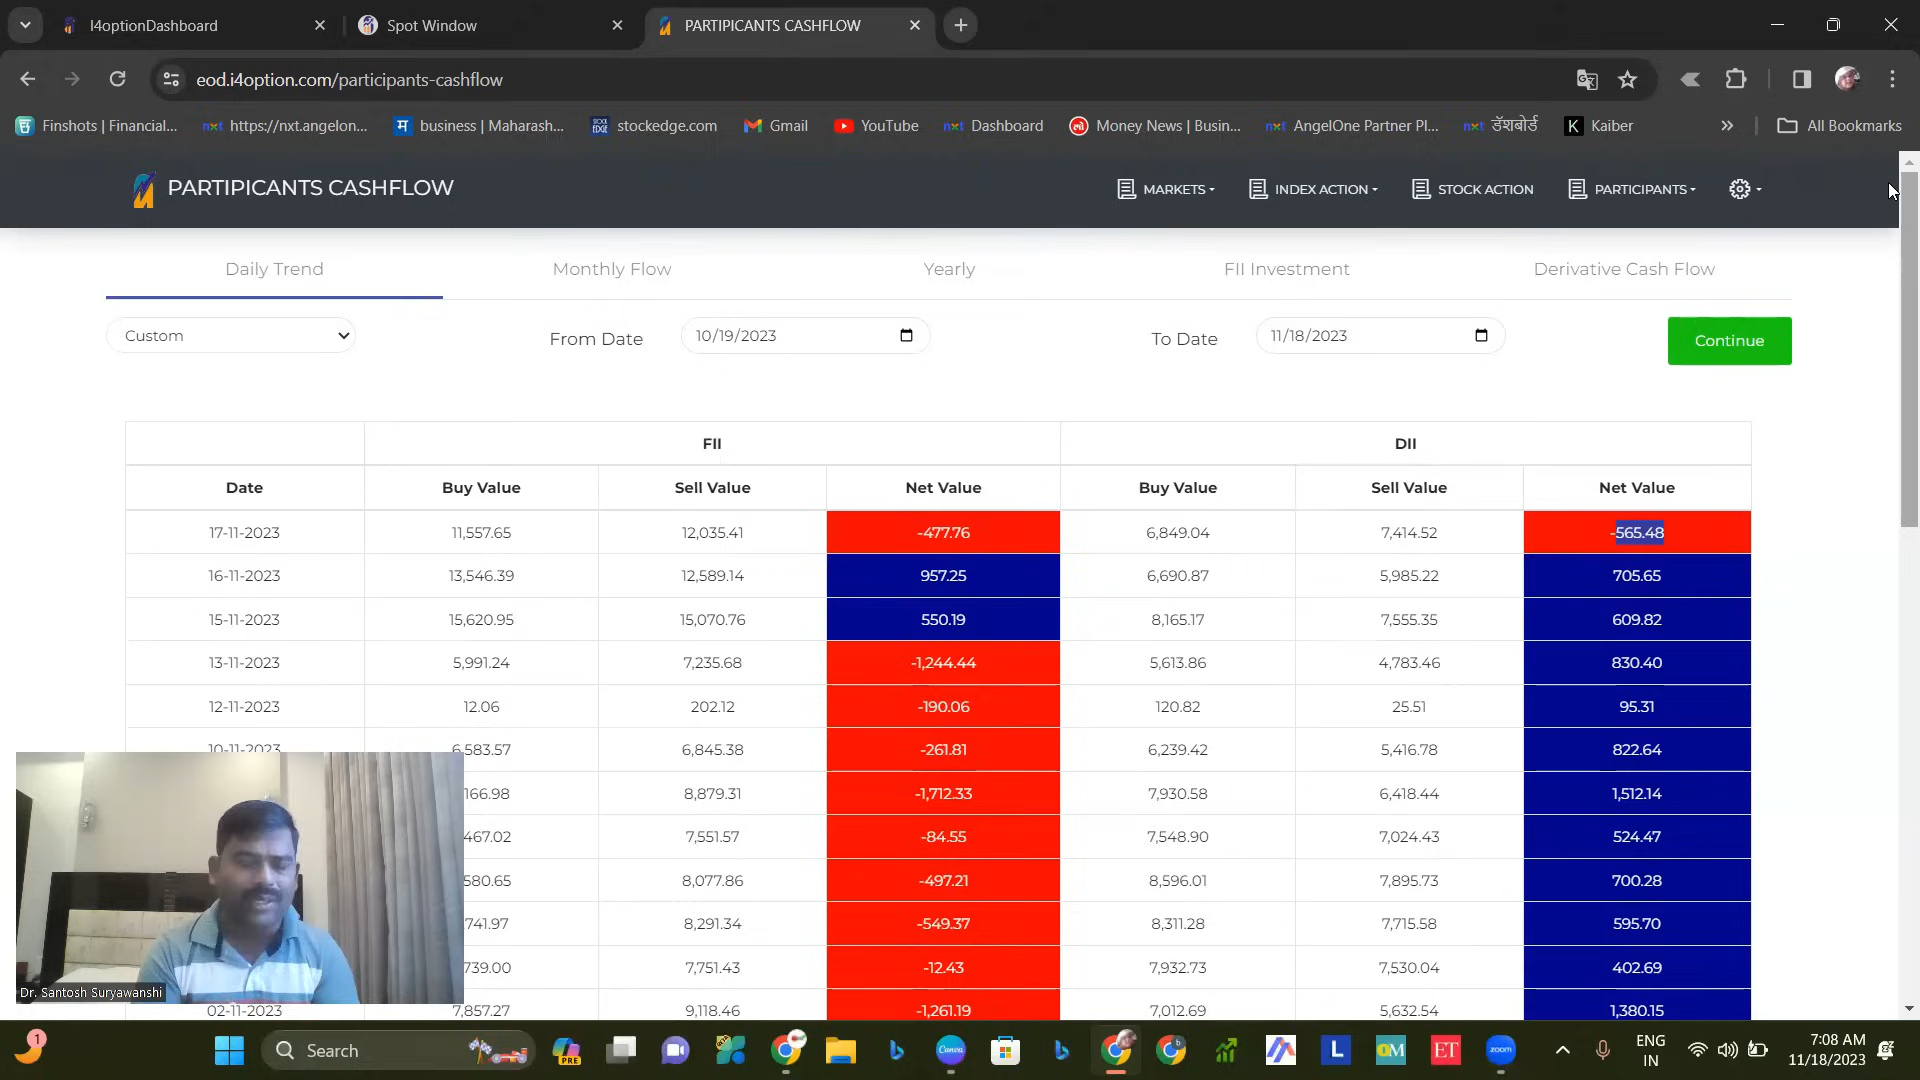 I4optionDashboard
Spot Window
PARTIPICANTS CASHFLOW
eod.i4option.com/participants-cashflow
Finshots | Financial...
https://nxt.angelon...
business | Maharash...
stockedge.com
Gmail
YouTube
Dashboard
Money News | Busin...
AngelOne Partner Pl...
डॅशबोर्ड
Kaiber
All Bookmarks
PARTIPICANTS CASHFLOW
MARKETS
INDEX ACTION
STOCK ACTION
PARTICIPANTS
Daily Trend
Monthly Flow
Yearly
FII Investment
Derivative Cash Flow
Custom
From Date
10/19/2023
To Date
11/18/2023
Continue
FII DII
Date Buy Value Sell Value Net Value Buy Value Sell Value Net Value
17-11-2023 11,557.65 12,035.41 -477.76 6,849.04 7,414.52 -565.48
16-11-2023 13,546.39 12,589.14 957.25 6,690.87 5,985.22 705.65
15-11-2023 15,620.95 15,070.76 550.19 8,165.17 7,555.35 609.82
13-11-2023 5,991.24 7,235.68 -1,244.44 5,613.86 4,783.46 830.40
12-11-2023 12.06 202.12 -190.06 120.82 25.51 95.31
10-11-2023 6,583.57 6,845.38 -261.81 6,239.42 5,416.78 822.64
166.98 8,879.31 -1,712.33 7,930.58 6,418.44 1,512.14
467.02 7,551.57 -84.55 7,548.90 7,024.43 524.47
580.65 8,077.86 -497.21 8,596.01 7,895.73 700.28
741.97 8,291.34 -549.37 8,311.28 7,715.58 595.70
739.00 7,751.43 -12.43 7,932.73 7,530.04 402.69
02-11-2023 7,857.27 9,118.46 -1,261.19 7,012.69 5,632.54 1,380.15
Dr. Santosh Suryawanshi
1
Search
PRE
Canva
L
OM
ET
zoom
ENG
IN
7:08 AM
11/18/2023